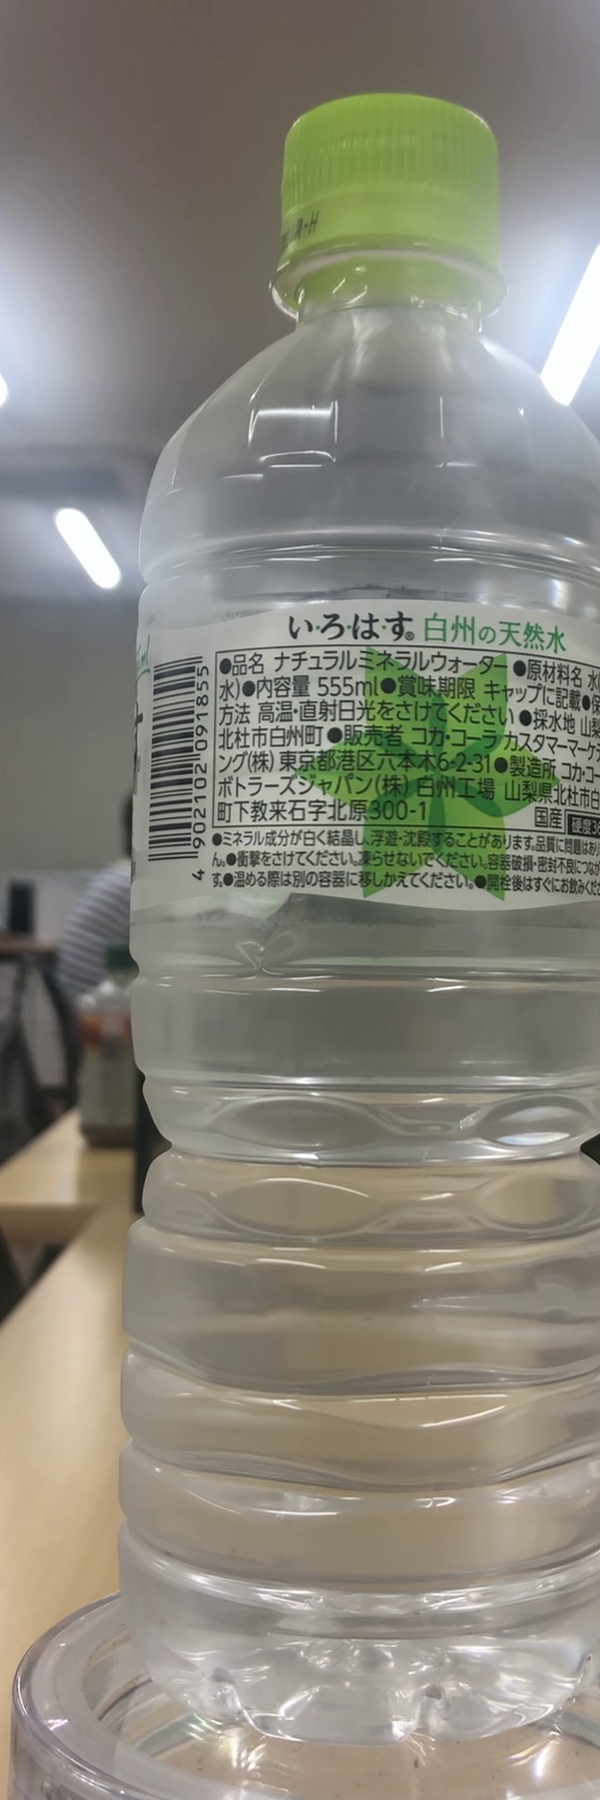 い・ろ・は・す® 白州の天然水
●品名 ナチュラルミネラルウォーター ●原材料名 水
水)●内容量 555ml●賞味期限 キャップに記載●保
方法 高温・直射日光をさけてください ●採水地 山梨
北杜市白州町 ●販売者 コカ・コーラ カスタマーマーケテ
ング(株) 東京都港区六本木6-2-31●製造所 コカ・コー
ボトラーズジャパン(株) 白州工場 山梨県北杜市白
町下教来石字北原300-1
国産 硬度
●ミネラル成分が白く結晶し、浮遊・沈殿することがあります。品質に問題はあり
ん。●衝撃をさけてください。凍らせないでください。容器破損・密封不良につなが
す。●温める際は別の容器に移しかえてください。●開栓後はすぐにお飲みくだ
4 902102 091855